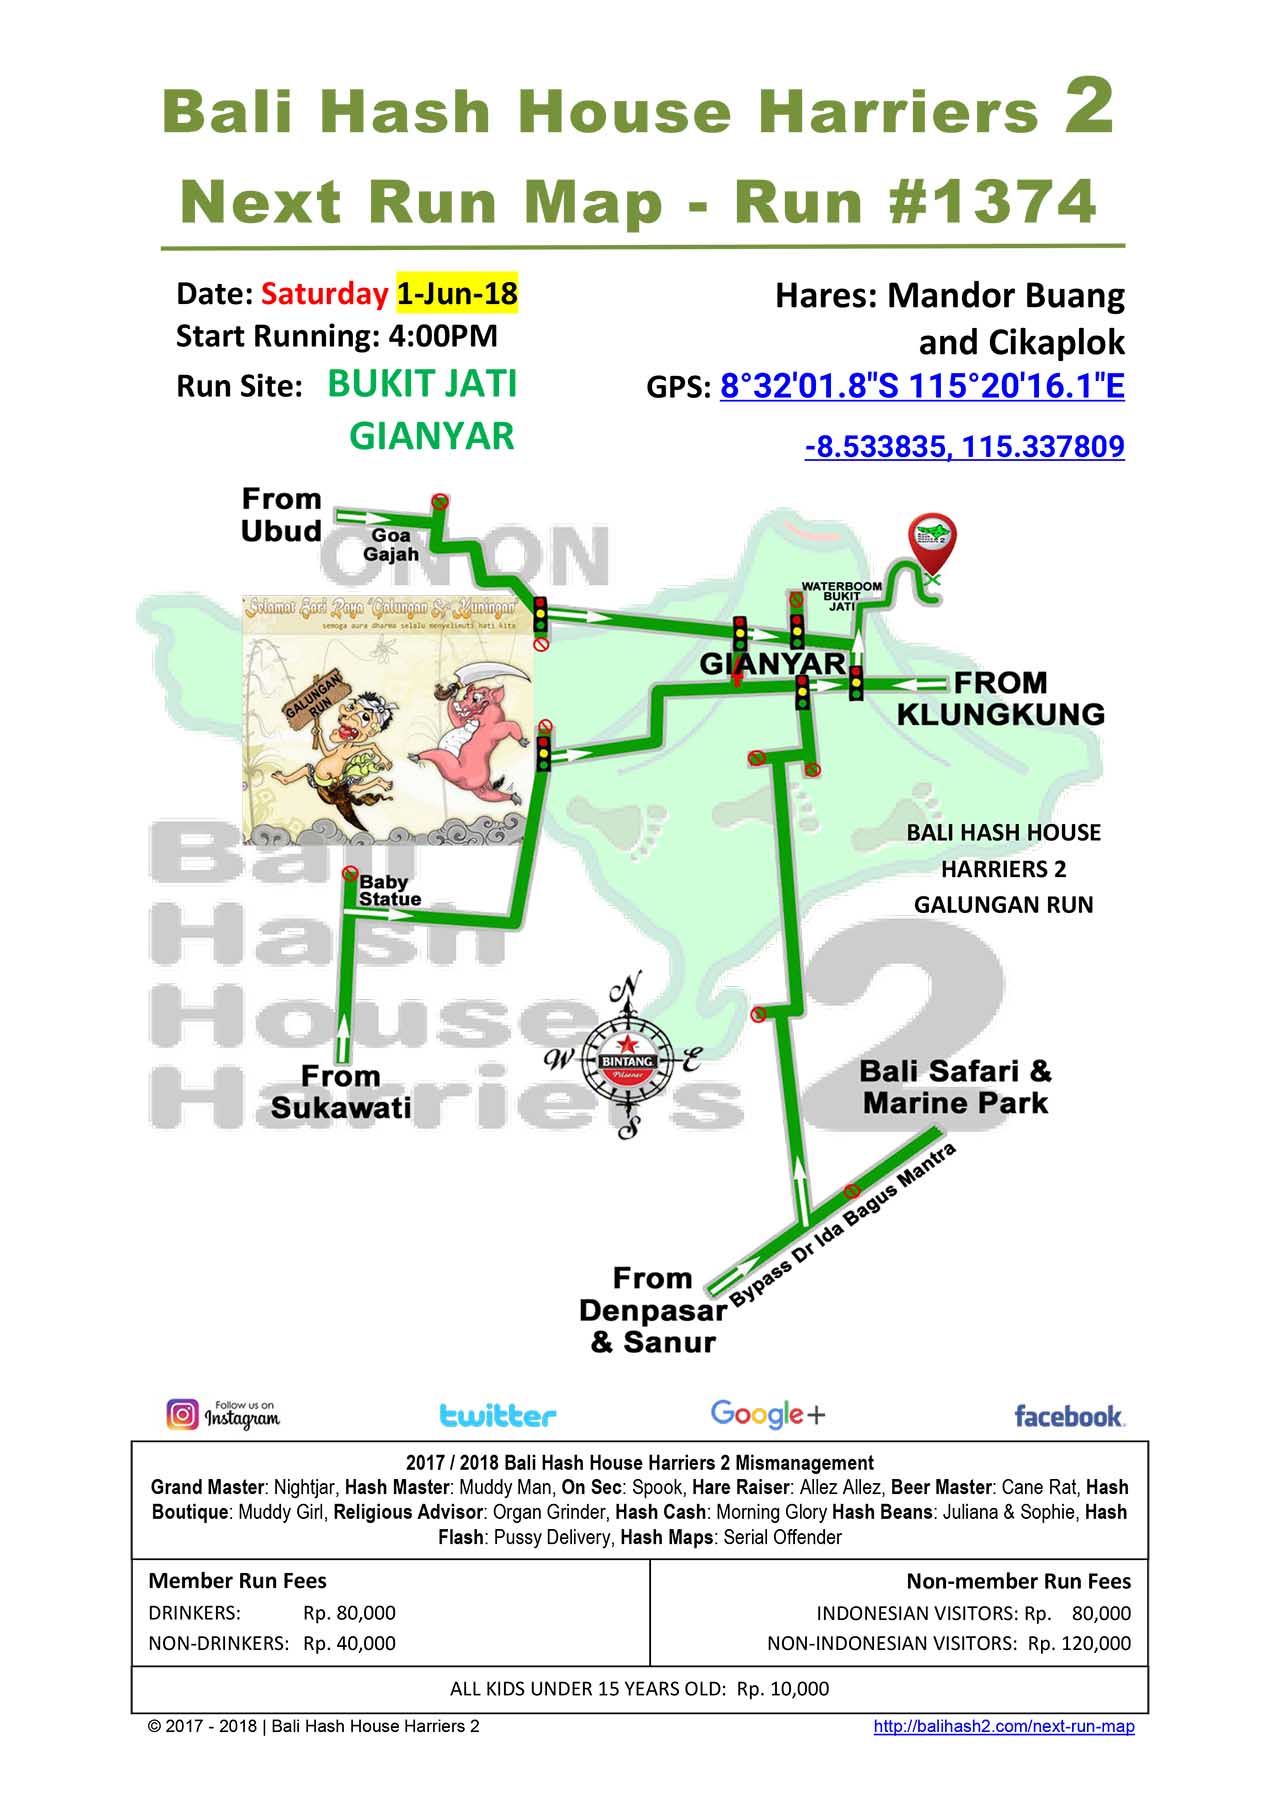 Bali Hash House Harriers 2
Next Run Map - Run #1374
Date: Saturday 1-Jun-18
Start Running: 4:00PM
Run Site: BUKIT JATI
GIANYAR
Hares: Mandor Buang
and Cikaplok
GPS: 8°32'01.8"S 115°20'16.1"E
-8.533835, 115.337809
From
Ubud
Goa
Gajah
ON ON
Selamat Hari Raya "Galungan & Kuningan"
semoga aura dharma selalu menyelimuti hati kita
GALUNGAN
RUN
WATERBOOM
BUKIT
JATI
GIANYAR
FROM
KLUNGKUNG
BALI HASH HOUSE
HARRIERS 2
GALUNGAN RUN
Baby
Statue
Bali
Hash
House
Harriers 2
From
Sukawati
N
W
E
S
BINTANG
Pilsener
Bali Safari &
Marine Park
Bypass Dr Ida Bagus Mantra
From
Denpasar
& Sanur
Follow us on
Instagram
twitter
Google+
facebook
2017 / 2018 Bali Hash House Harriers 2 Mismanagement
Grand Master: Nightjar, Hash Master: Muddy Man, On Sec: Spook, Hare Raiser: Allez Allez, Beer Master: Cane Rat, Hash
Boutique: Muddy Girl, Religious Advisor: Organ Grinder, Hash Cash: Morning Glory Hash Beans: Juliana & Sophie, Hash
Flash: Pussy Delivery, Hash Maps: Serial Offender
Member Run Fees
DRINKERS: Rp. 80,000
NON-DRINKERS: Rp. 40,000
Non-member Run Fees
INDONESIAN VISITORS: Rp. 80,000
NON-INDONESIAN VISITORS: Rp. 120,000
ALL KIDS UNDER 15 YEARS OLD: Rp. 10,000
© 2017 - 2018 | Bali Hash House Harriers 2
http://balihash2.com/next-run-map